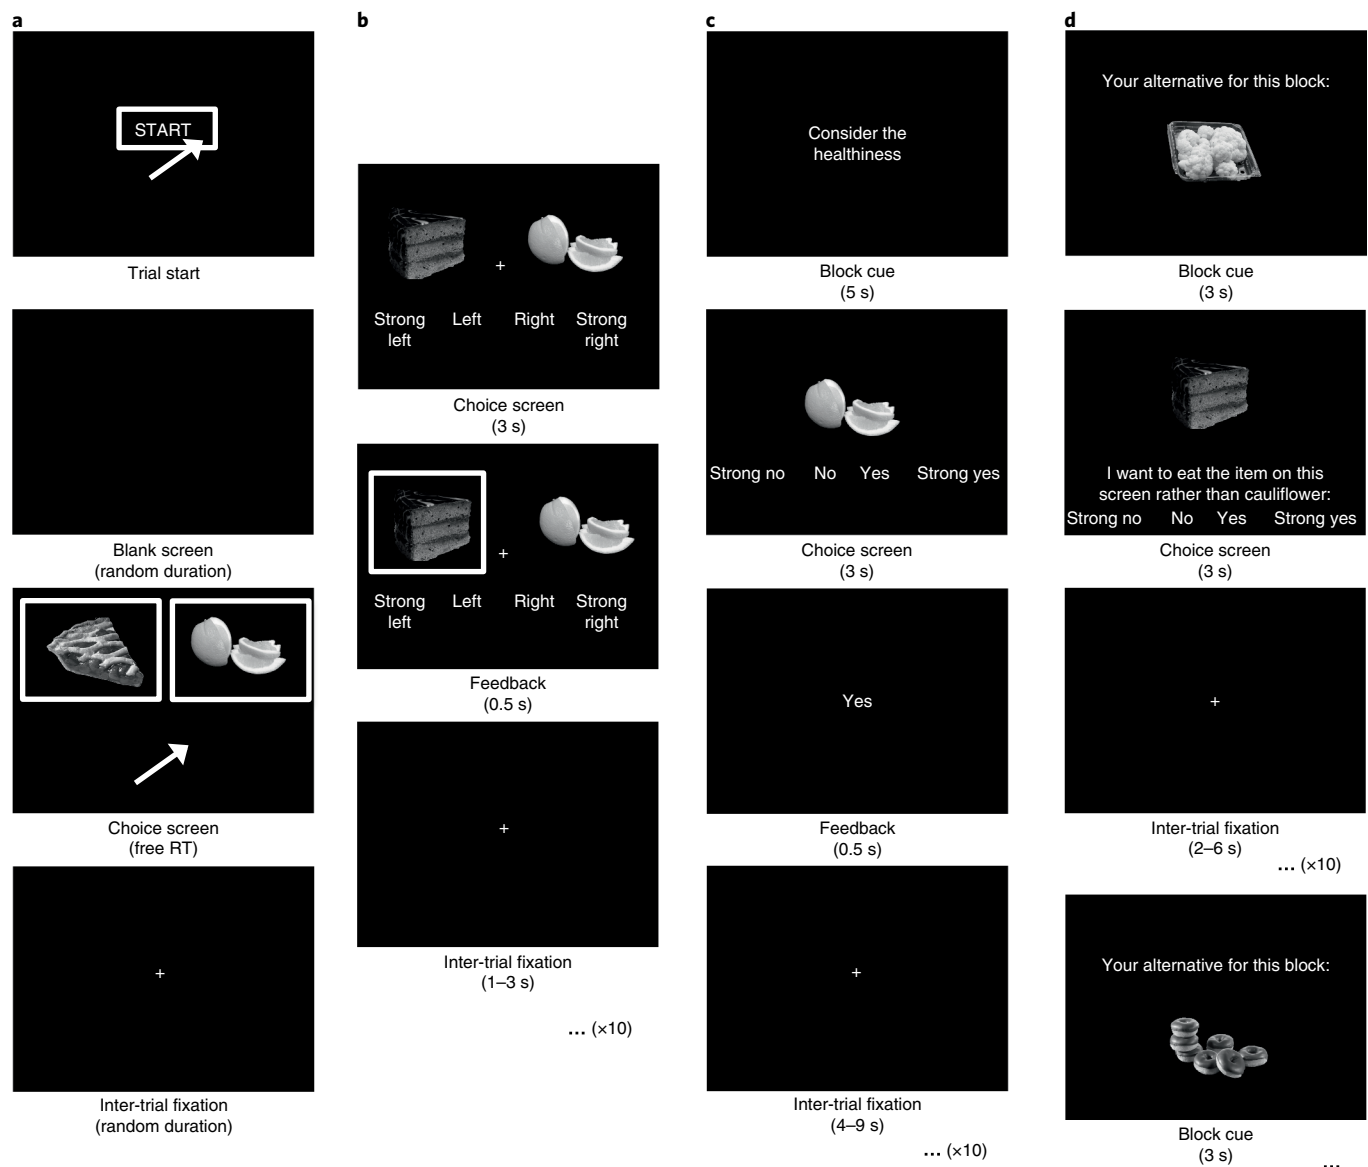 a
START
Trial start
Blank screen
(random duration)
Choice screen
(free RT)
+
Inter-trial fixation
(random duration)
b
+
Strong left
Left
Right
Strong right
Choice screen
(3 s)
+
Strong left
Left
Right
Strong right
Feedback
(0.5 s)
+
Inter-trial fixation
(1–3 s)
... (×10)
c
Consider the
healthiness
Block cue
(5 s)
Strong no No Yes Strong yes
Choice screen
(3 s)
Yes
Feedback
(0.5 s)
+
Inter-trial fixation
(4–9 s)
... (×10)
d
Your alternative for this block:
Block cue
(3 s)
I want to eat the item on this
screen rather than cauliflower:
Strong no No Yes Strong yes
Choice screen
(3 s)
+
Inter-trial fixation
(2–6 s)
... (×10)
Your alternative for this block:
Block cue
(3 s)
...